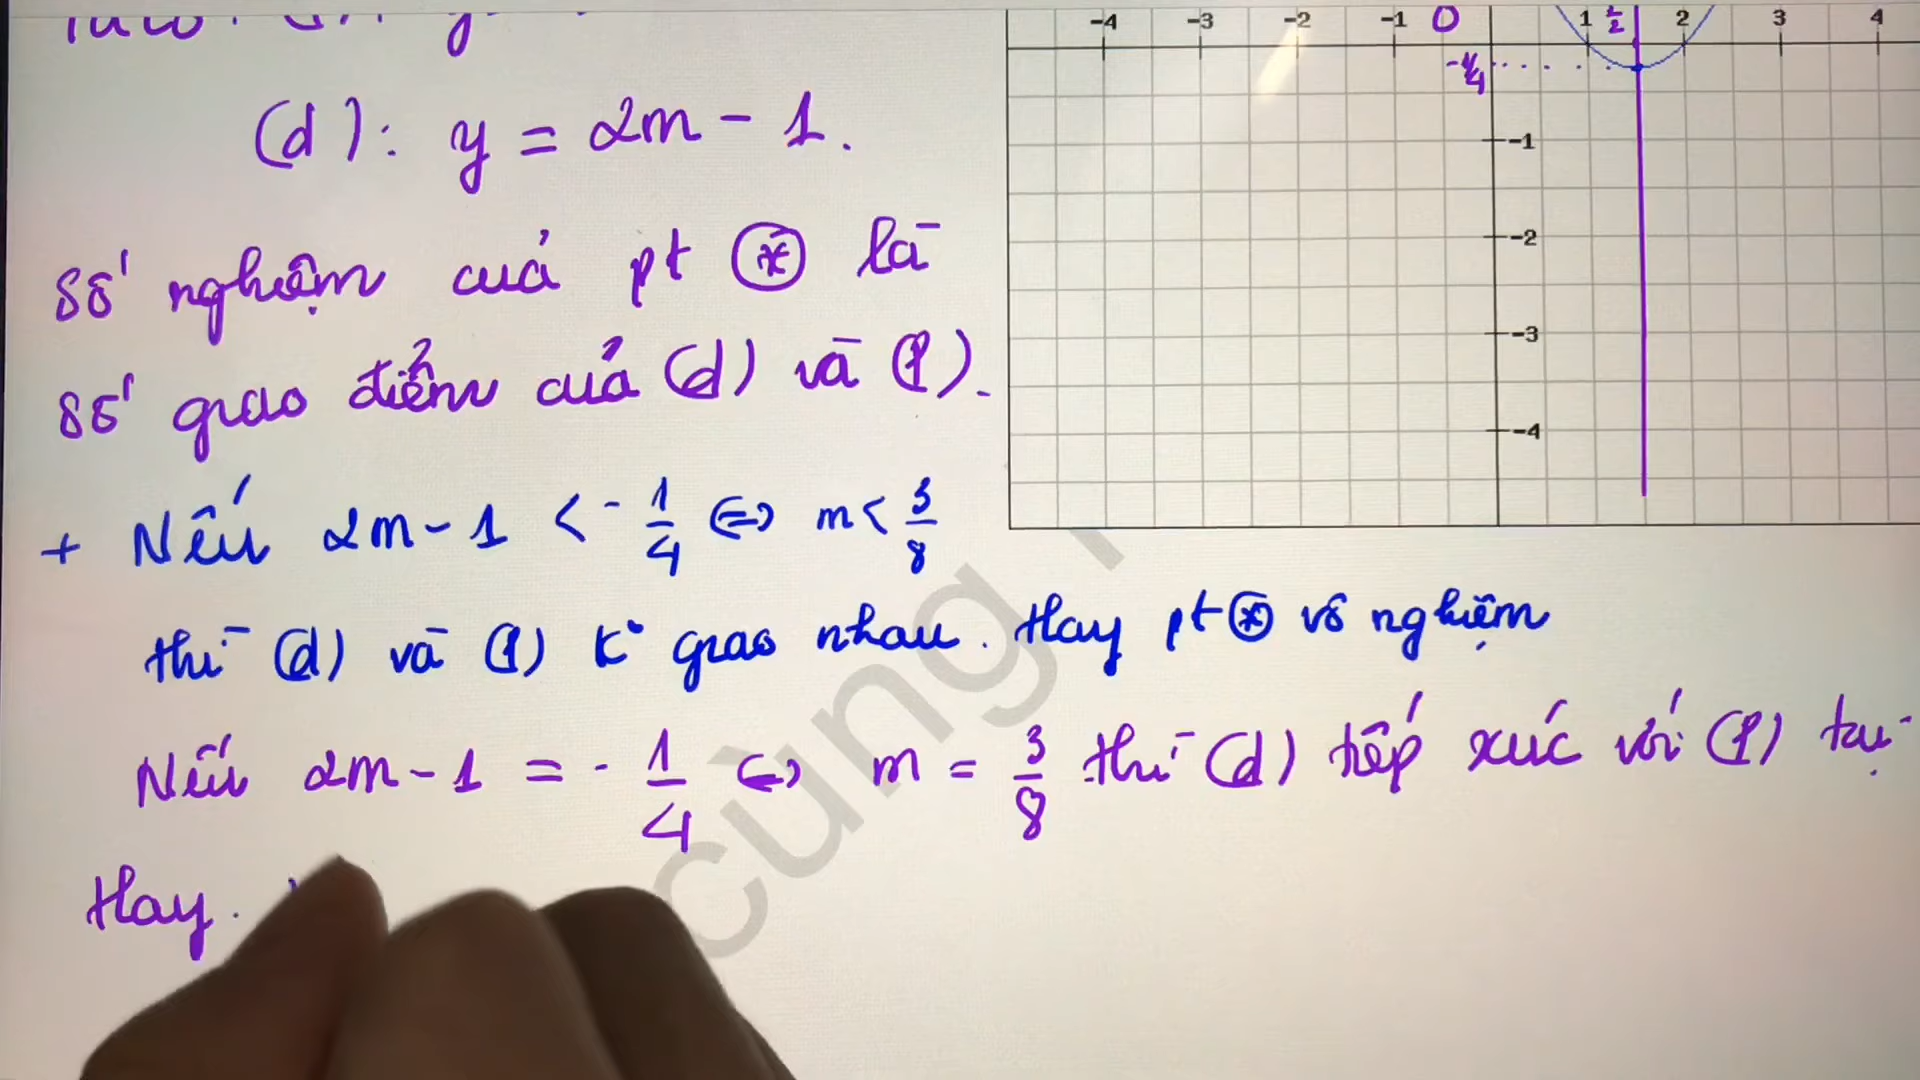 (d): y = 2m - 1.
số nghiệm của pt (*) là
số giao điểm của (d) và (P).
+ Nếu 2m - 1 < -1/4 <=> m < 3/8
thì (d) và (P) k° giao nhau. Hay pt (*) vô nghiệm
Nếu 2m - 1 = -1/4 <=> m = 3/8 thì (d) tiếp xúc với (P) tại
Hay
-4 -3 -2 -1 0 1 2 3 4
-1/4
-1
-2
-3
-4
cùng